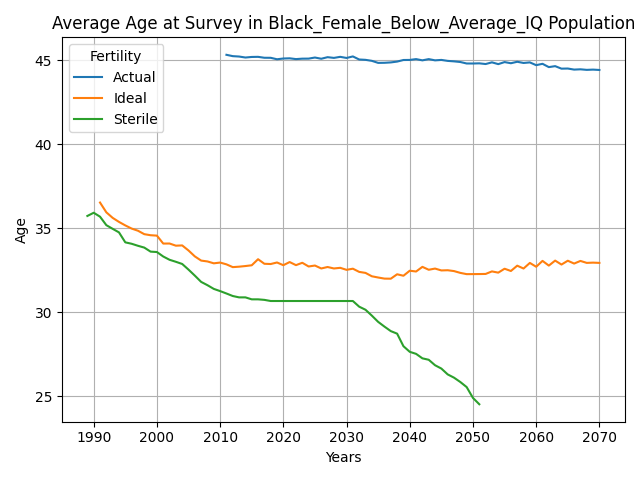 Average Age at Survey in Black_Female_Below_Average_IQ Population
Fertility
Actual
Ideal
Sterile
Age
45
40
35
30
25
1990 2000 2010 2020 2030 2040 2050 2060 2070
Years